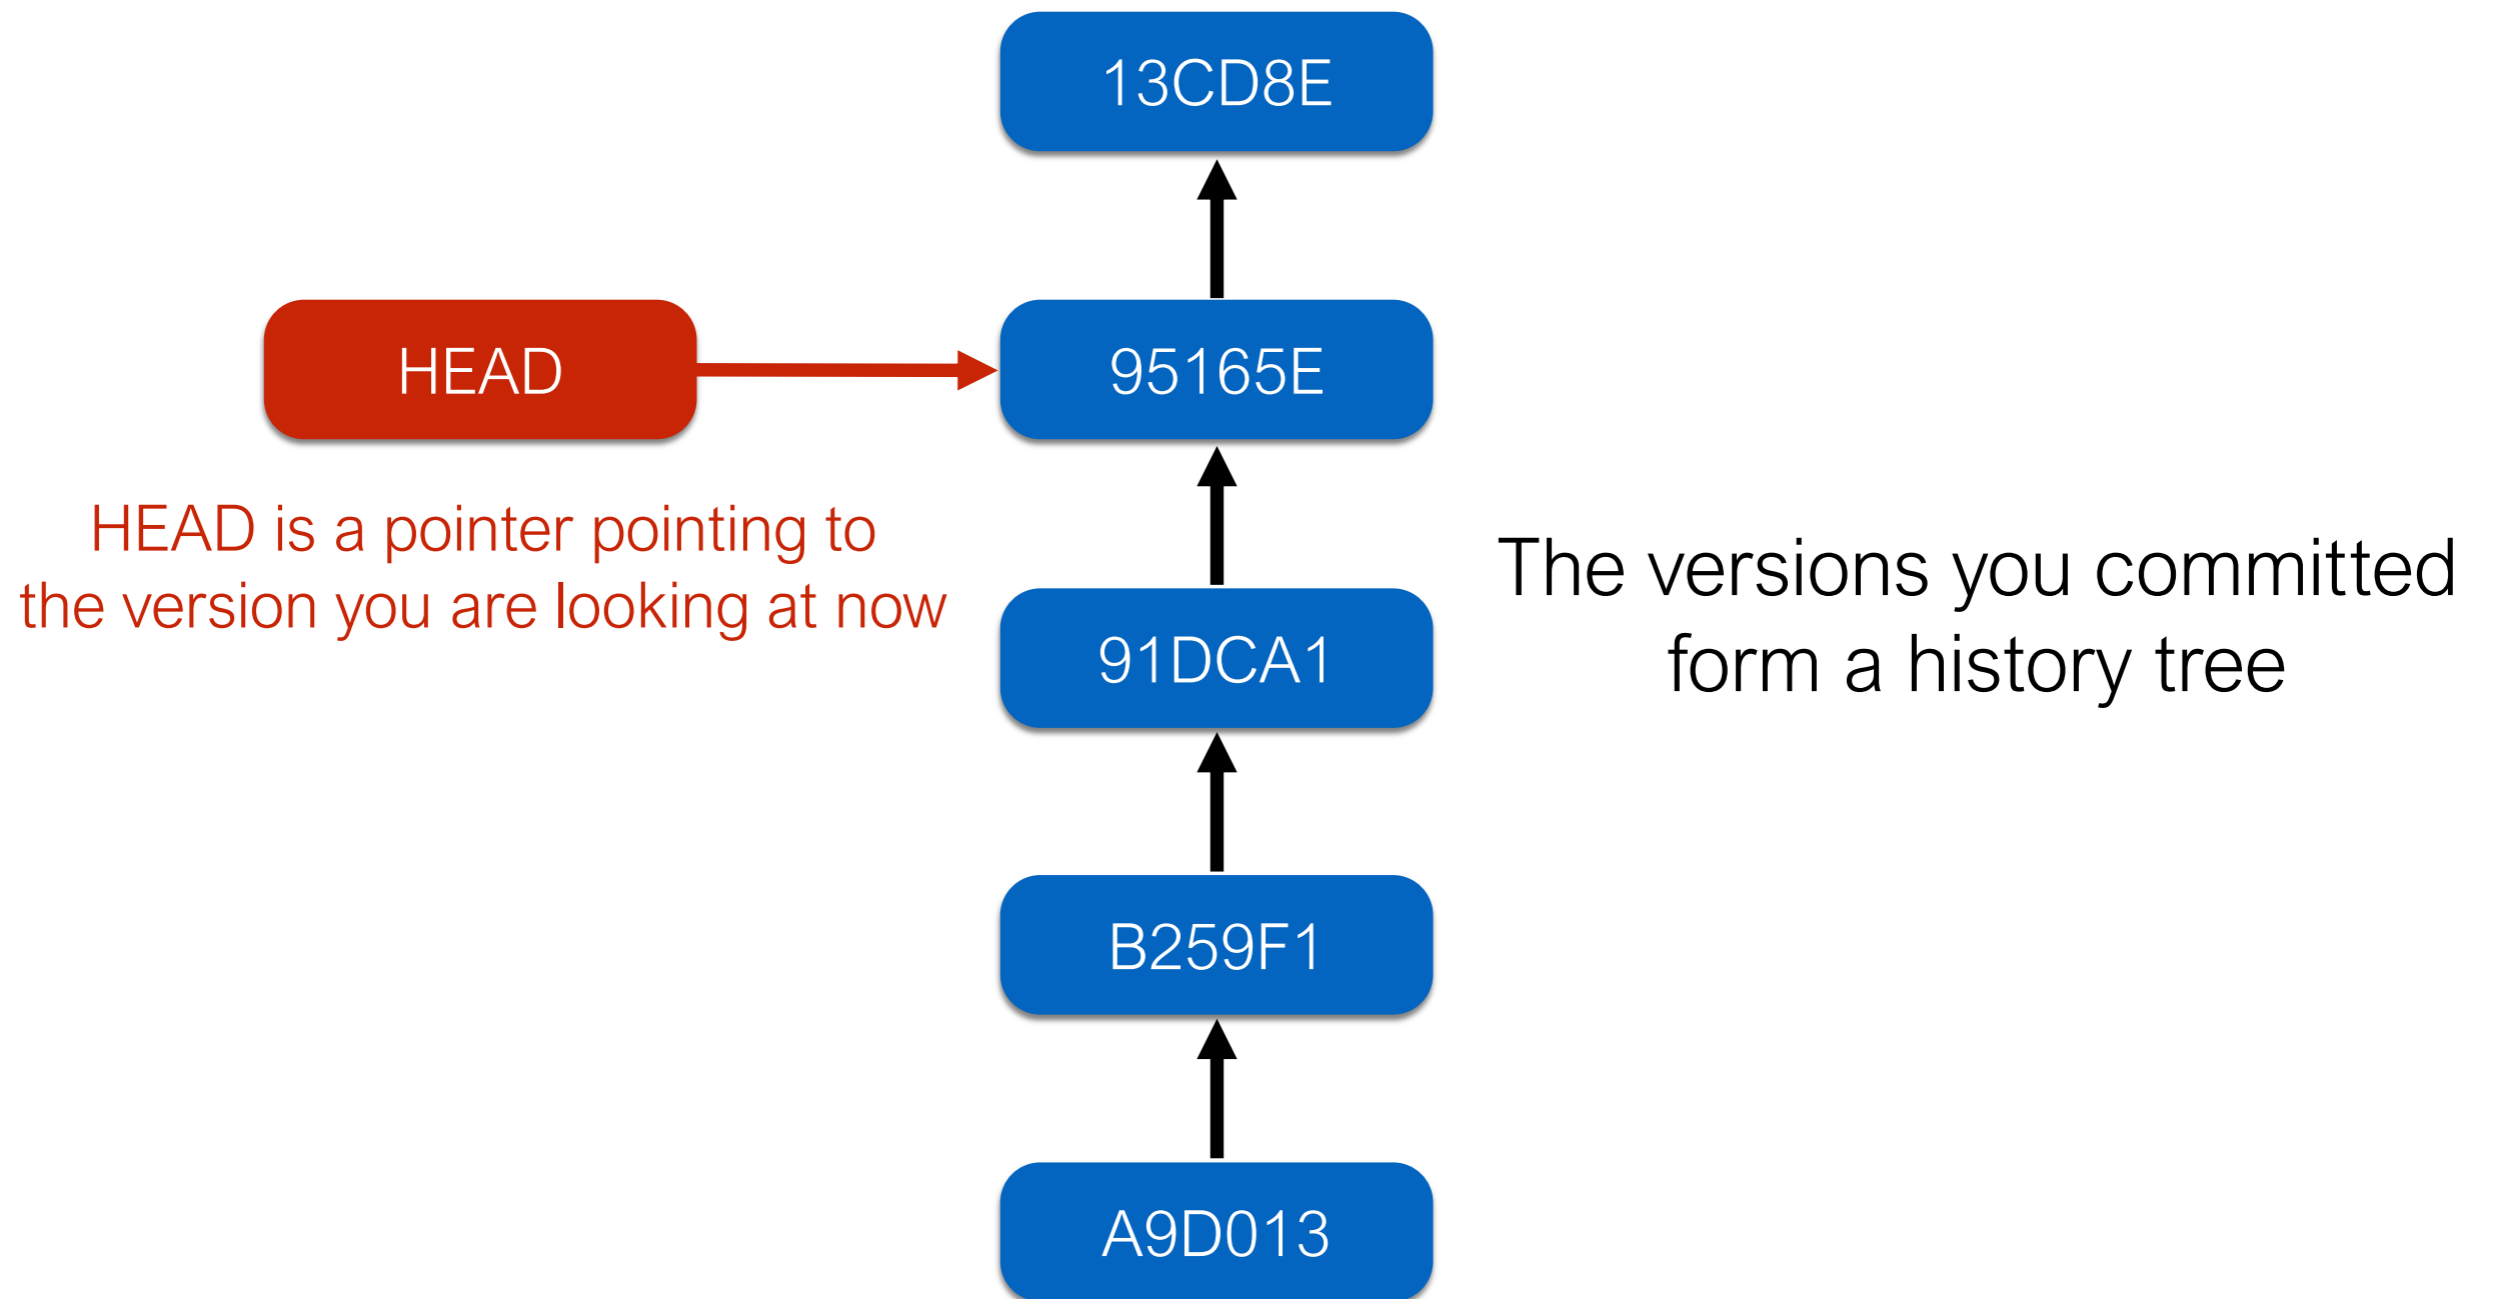 13CD8E
HEAD
95165E
HEAD is a pointer pointing to
the version you are looking at now
The versions you committed
form a history tree
91DCA1
B259F1
A9D013